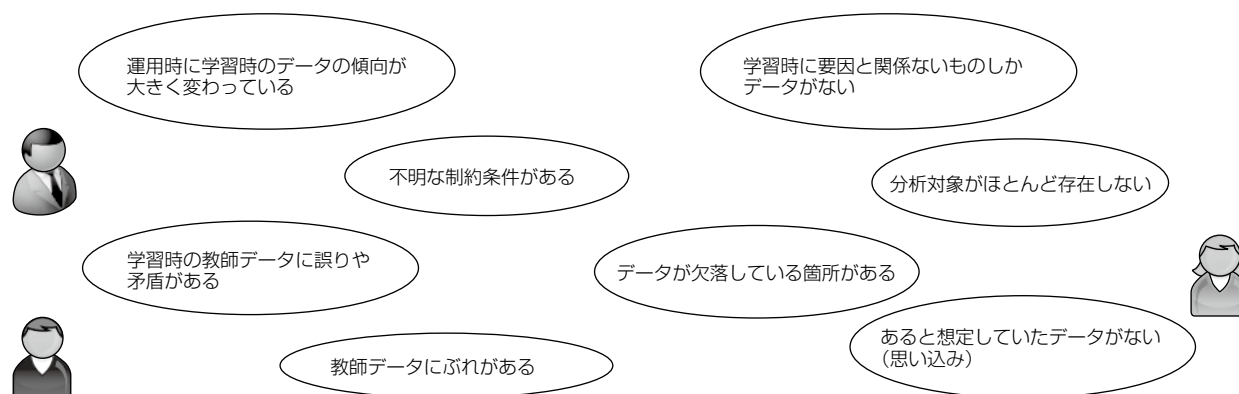 運用時に学習時のデータの傾向が
大きく変わっている
学習時に要因と関係ないものしか
データがない
不明な制約条件がある
分析対象がほとんど存在しない
学習時の教師データに誤りや
矛盾がある
データが欠落している箇所がある
あると想定していたデータがない
（思い込み）
教師データにぶれがある